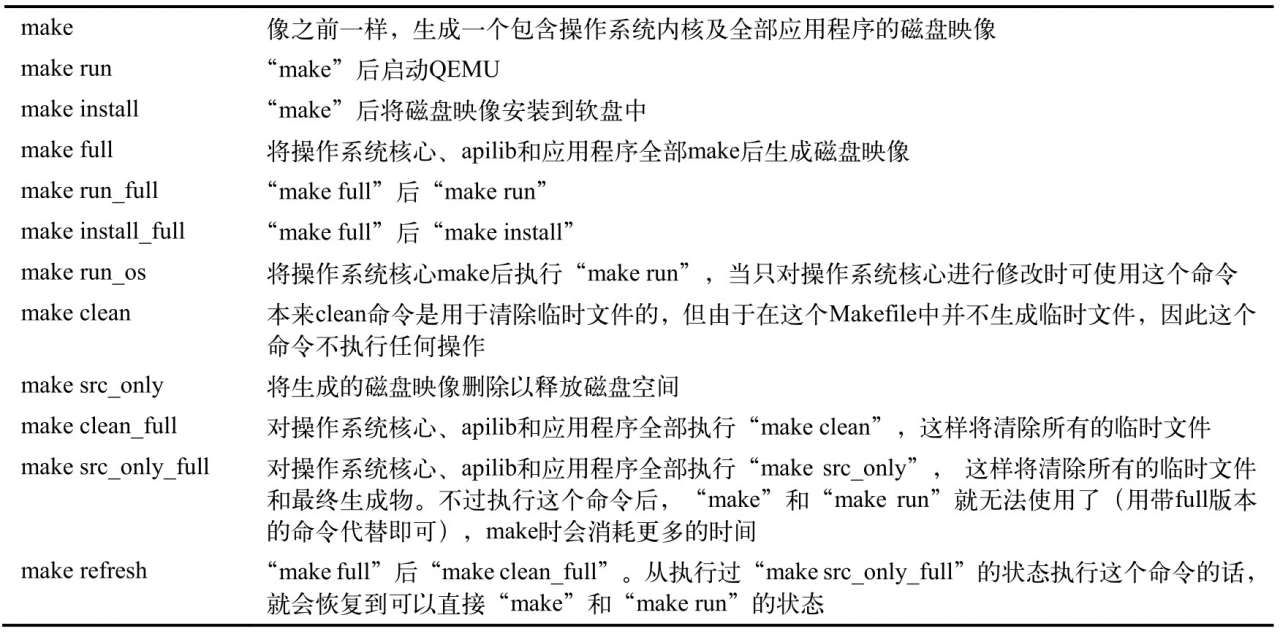 make 像之前一样，生成一个包含操作系统内核及全部应用程序的磁盘映像
make run “make”后启动QEMU
make install “make”后将磁盘映像安装到软盘中
make full 将操作系统核心、apilib和应用程序全部make后生成磁盘映像
make run_full “make full”后“make run”
make install_full “make full”后“make install”
make run_os 将操作系统核心make后执行“make run”，当只对操作系统核心进行修改时可使用这个命令
make clean 本来clean命令是用于清除临时文件的，但由于在这个Makefile中并不生成临时文件，因此这个
命令不执行任何操作
make src_only 将生成的磁盘映像删除以释放磁盘空间
make clean_full 对操作系统核心、apilib和应用程序全部执行“make clean”，这样将清除所有的临时文件
make src_only_full 对操作系统核心、apilib和应用程序全部执行“make src_only”， 这样将清除所有的临时文件
和最终生成物。不过执行这个命令后，“make”和“make run”就无法使用了（用带full版本
的命令代替即可），make时会消耗更多的时间
make refresh “make full”后“make clean_full”。从执行过“make src_only_full”的状态执行这个命令的话，
就会恢复到可以直接“make”和“make run”的状态